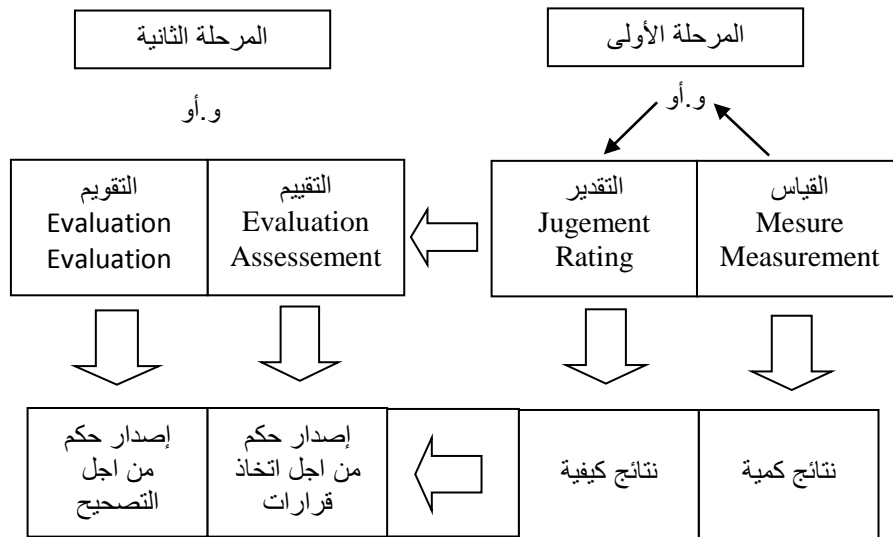 المرحلة الأولى
المرحلة الثانية
و.أو
و.أو
القياس
Mesure
Measurement
التقدير
Jugement
Rating
التقييم
Evaluation
Assessement
التقويم
Evaluation
Evaluation
نتائج كمية
نتائج كيفية
إصدار حكم
من اجل اتخاذ
قرارات
إصدار حكم
من اجل
التصحيح